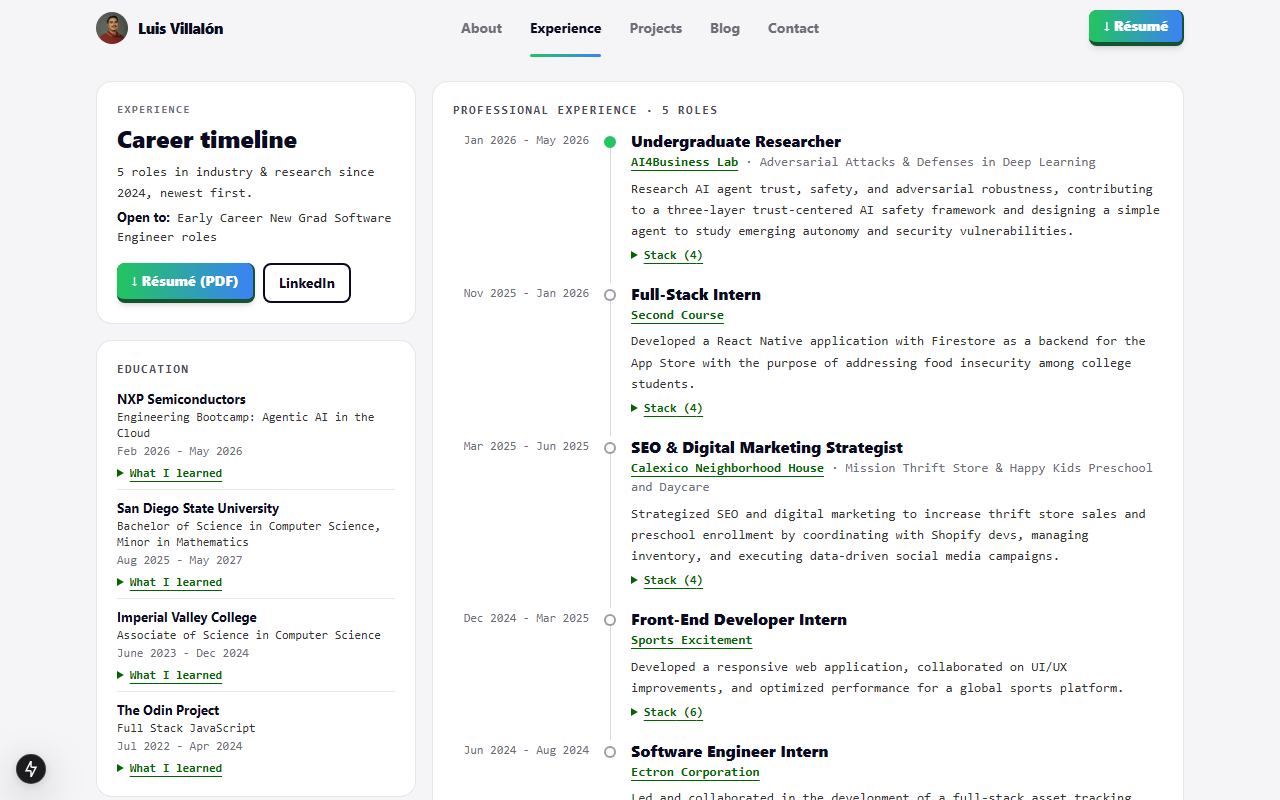 Luis Villalón
About Experience Projects Blog Contact
↓ Résumé
EXPERIENCE
Career timeline
5 roles in industry & research since
2024, newest first.
Open to: Early Career New Grad Software
Engineer roles
↓ Résumé (PDF)
LinkedIn
EDUCATION
NXP Semiconductors
Engineering Bootcamp: Agentic AI in the
Cloud
Feb 2026 - May 2026
What I learned
San Diego State University
Bachelor of Science in Computer Science,
Minor in Mathematics
Aug 2025 - May 2027
What I learned
Imperial Valley College
Associate of Science in Computer Science
June 2023 - Dec 2024
What I learned
The Odin Project
Full Stack JavaScript
Jul 2022 - Apr 2024
What I learned
PROFESSIONAL EXPERIENCE · 5 ROLES
Jan 2026 - May 2026
Undergraduate Researcher
AI4Business Lab · Adversarial Attacks & Defenses in Deep Learning
Research AI agent trust, safety, and adversarial robustness, contributing
to a three-layer trust-centered AI safety framework and designing a simple
agent to study emerging autonomy and security vulnerabilities.
Stack (4)
Nov 2025 - Jan 2026
Full-Stack Intern
Second Course
Developed a React Native application with Firestore as a backend for the
App Store with the purpose of addressing food insecurity among college
students.
Stack (4)
Mar 2025 - Jun 2025
SEO & Digital Marketing Strategist
Calexico Neighborhood House · Mission Thrift Store & Happy Kids Preschool
and Daycare
Strategized SEO and digital marketing to increase thrift store sales and
preschool enrollment by coordinating with Shopify devs, managing
inventory, and executing data-driven social media campaigns.
Stack (4)
Dec 2024 - Mar 2025
Front-End Developer Intern
Sports Excitement
Developed a responsive web application, collaborated on UI/UX
improvements, and optimized performance for a global sports platform.
Stack (6)
Jun 2024 - Aug 2024
Software Engineer Intern
Ectron Corporation
Led and collaborated in the development of a full-stack asset tracking